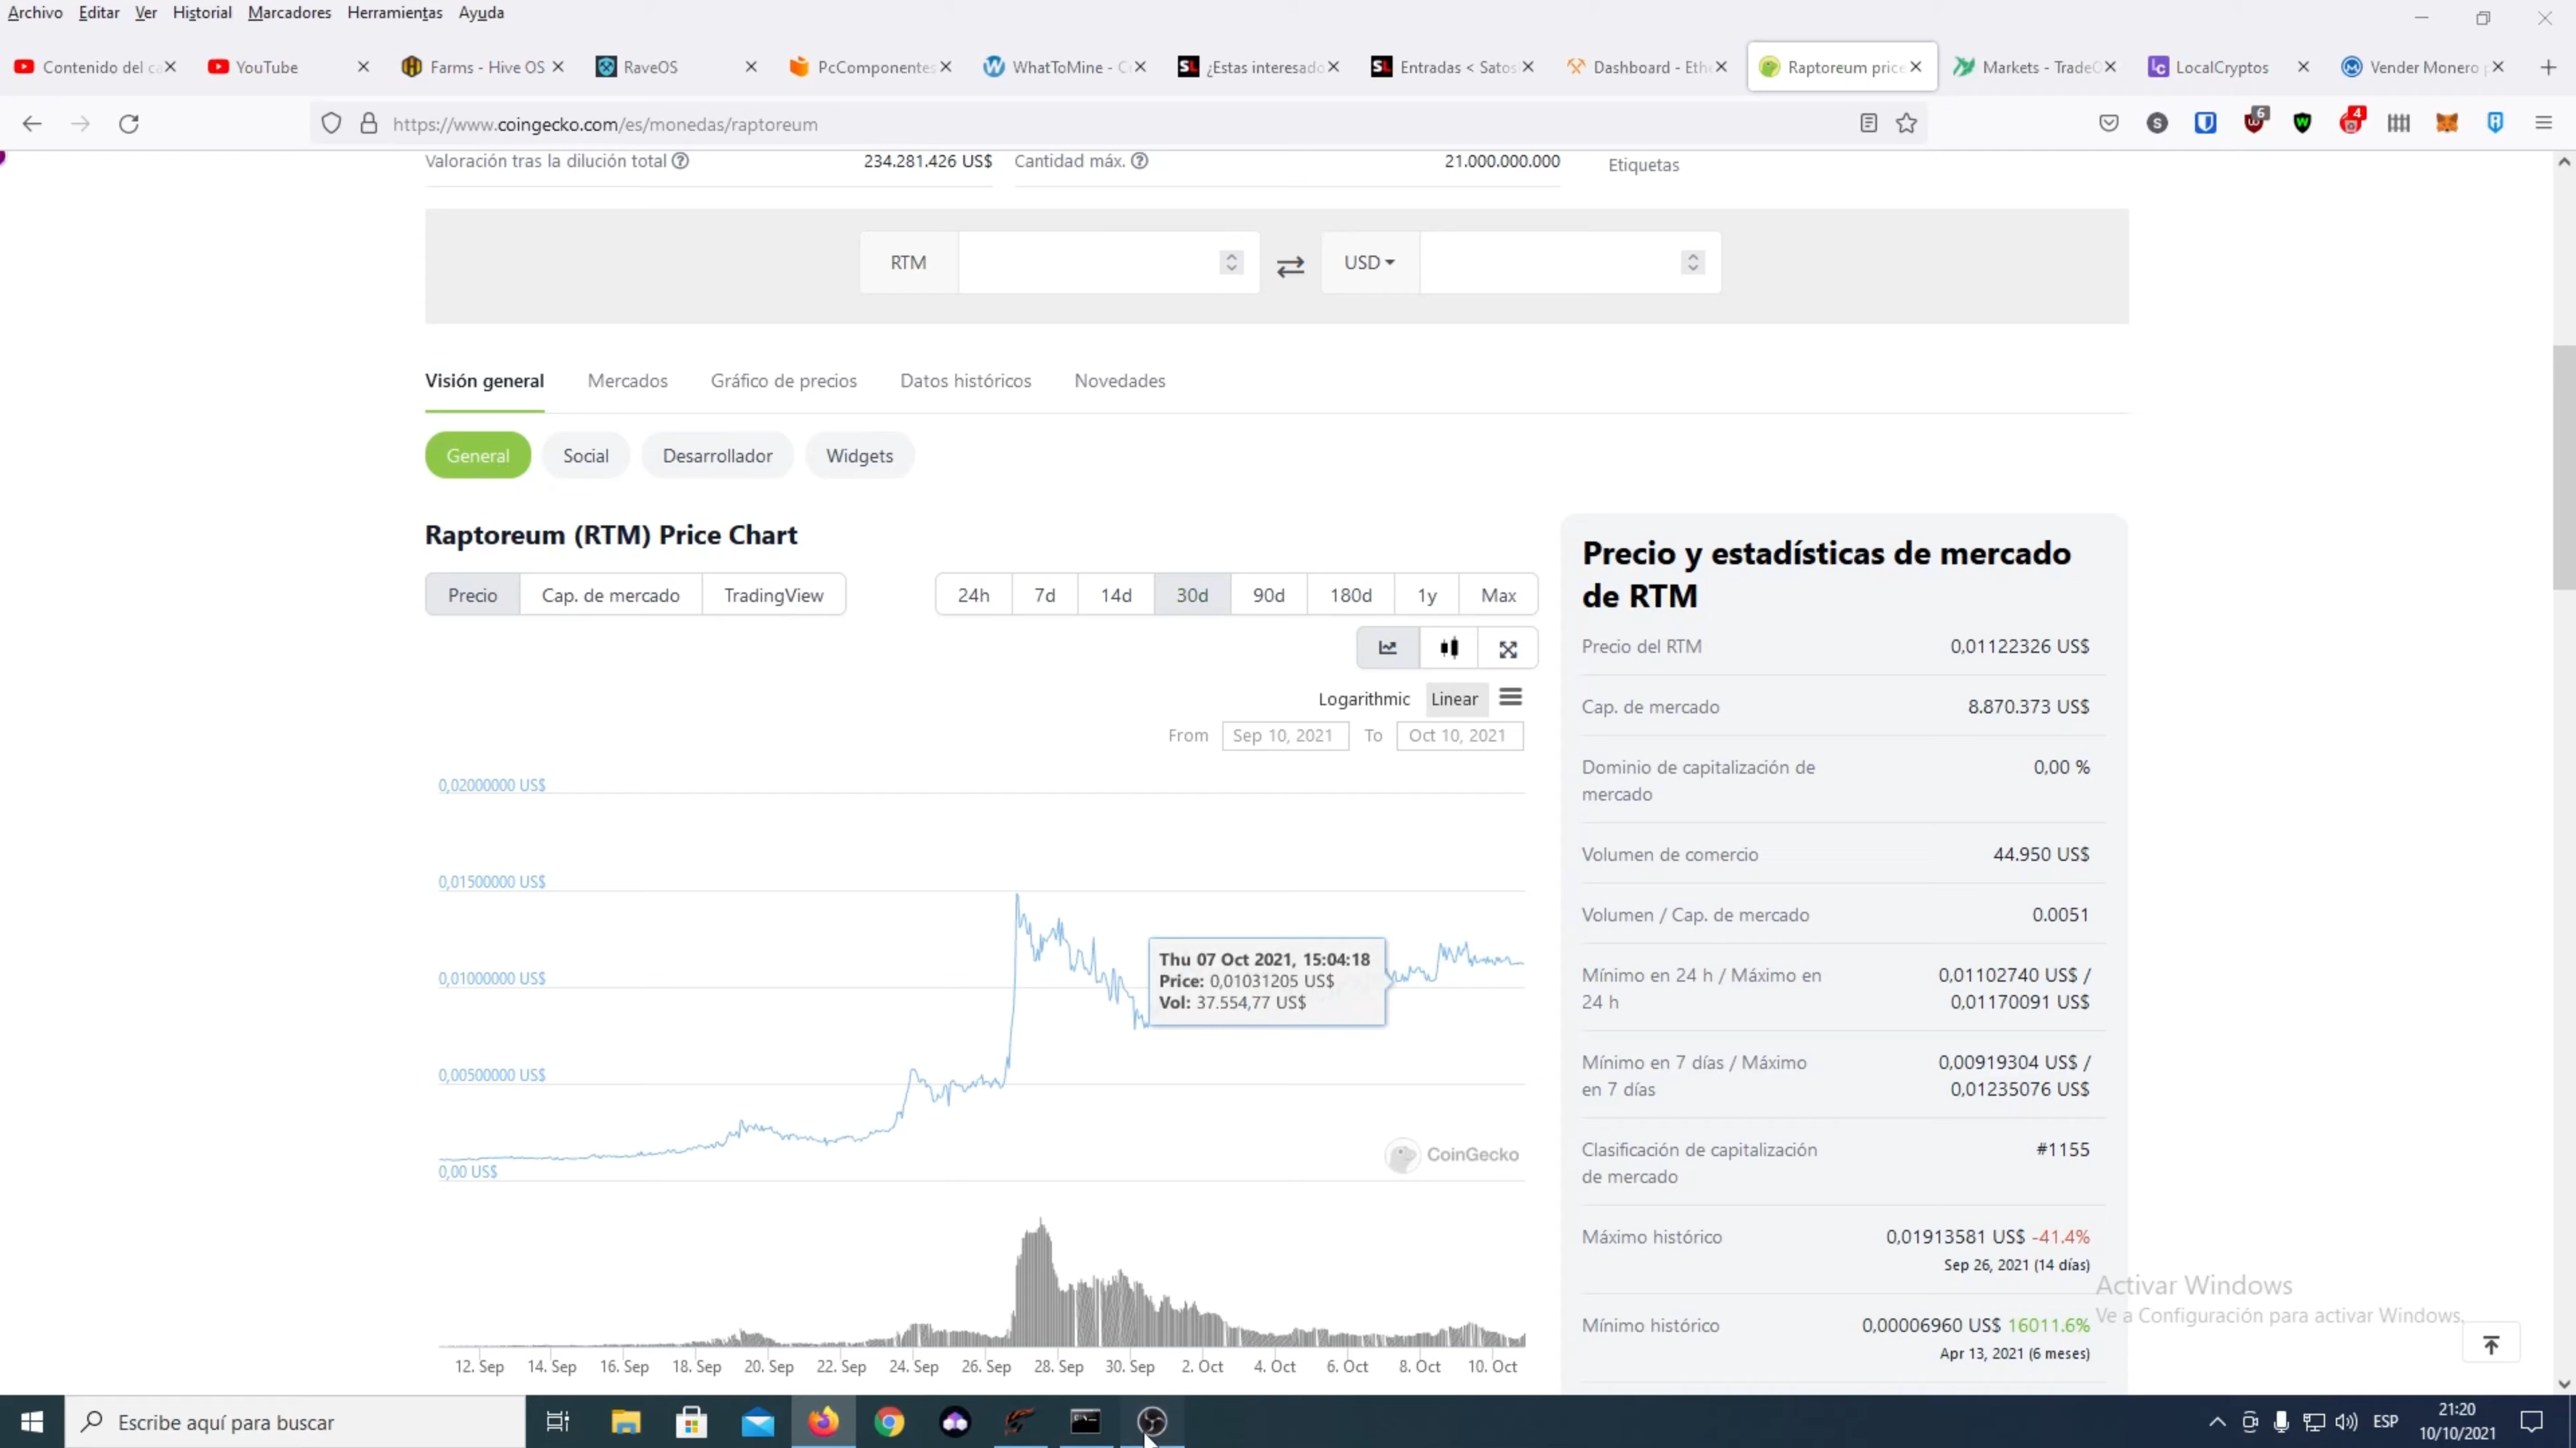 Archivo Editar Ver Historial Marcadores Herramientas Ayuda
Contenido del ca YouTube Farms - Hive OS RaveOS PcComponentes WhatToMine - Cr ¿Estas interesado Entradas < Satos Dashboard - Ethe Raptoreum price Markets - TradeO LocalCryptos Vender Monero p
https://www.coingecko.com/es/monedas/raptoreum
6
4
Valoración tras la dilución total 234.281.426 US$ Cantidad máx. 21.000.000.000 Etiquetas
RTM USD
Visión general Mercados Gráfico de precios Datos históricos Novedades
General Social Desarrollador Widgets
Raptoreum (RTM) Price Chart
Precio Cap. de mercado TradingView 24h 7d 14d 30d 90d 180d 1y Max
Logarithmic Linear
From Sep 10, 2021 To Oct 10, 2021
0,02000000 US$
0,01500000 US$
0,01000000 US$
0,00500000 US$
0,00 US$
Thu 07 Oct 2021, 15:04:18
Price: 0,01031205 US$
Vol: 37.554,77 US$
CoinGecko
12. Sep 14. Sep 16. Sep 18. Sep 20. Sep 22. Sep 24. Sep 26. Sep 28. Sep 30. Sep 2. Oct 4. Oct 6. Oct 8. Oct 10. Oct
Precio y estadísticas de mercado
de RTM
Precio del RTM 0,01122326 US$
Cap. de mercado 8.870.373 US$
Dominio de capitalización de 0,00 %
mercado
Volumen de comercio 44.950 US$
Volumen / Cap. de mercado 0.0051
Mínimo en 24 h / Máximo en 0,01102740 US$ /
24 h 0,01170091 US$
Mínimo en 7 días / Máximo 0,00919304 US$ /
en 7 días 0,01235076 US$
Clasificación de capitalización #1155
de mercado
Máximo histórico 0,01913581 US$ -41.4%
Sep 26, 2021 (14 días)
Mínimo histórico 0,00006960 US$ 16011.6%
Apr 13, 2021 (6 meses)
Activar Windows
Ve a Configuración para activar Windows.
Escribe aquí para buscar
ESP
21:20
10/10/2021